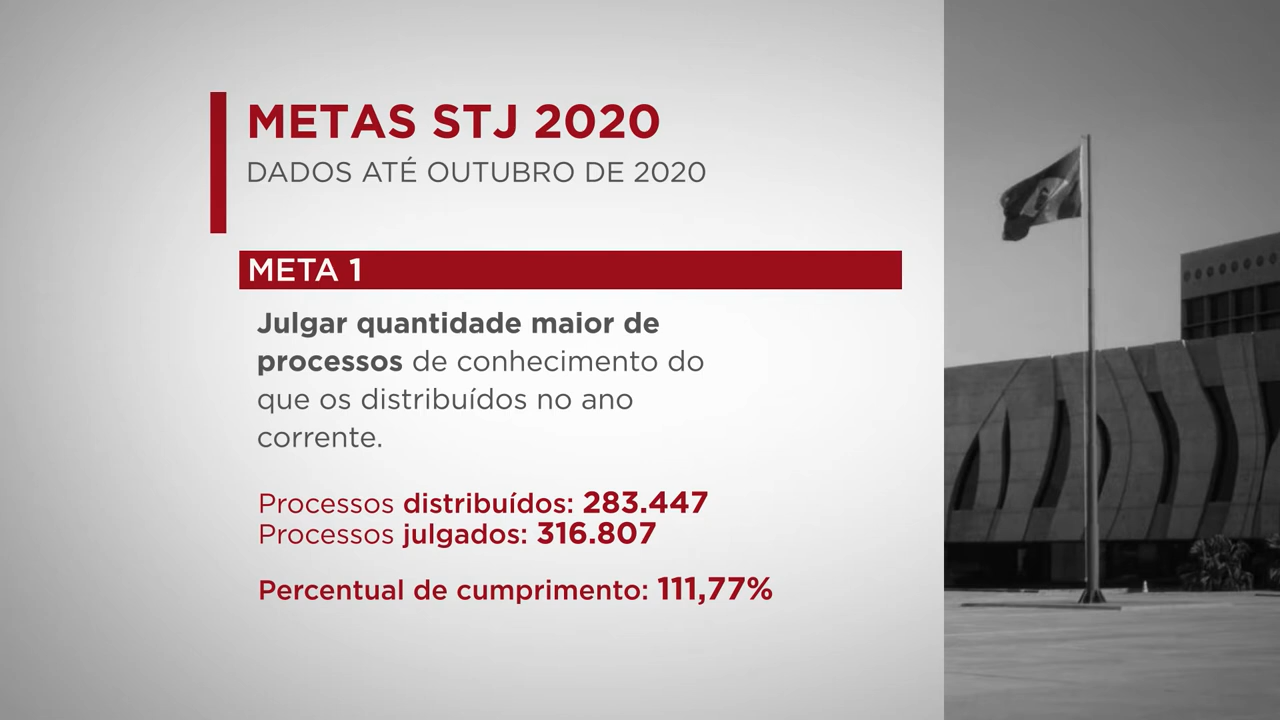 METAS STJ 2020
DADOS ATÉ OUTUBRO DE 2020
META 1
Julgar quantidade maior de
processos de conhecimento do
que os distribuídos no ano
corrente.
Processos distribuídos: 283.447
Processos julgados: 316.807
Percentual de cumprimento: 111,77%